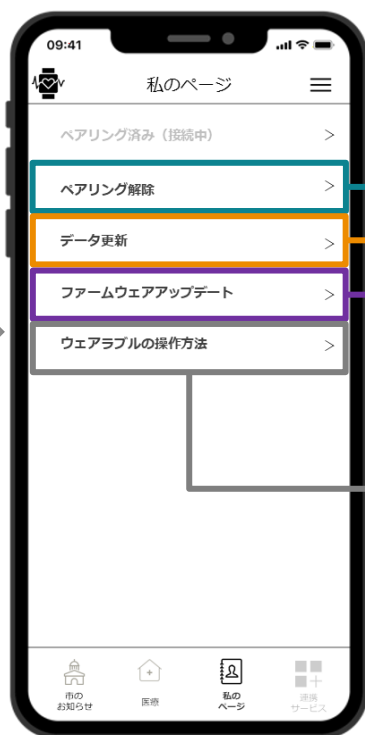 09:41
私のページ
ペアリング済み（接続中）
ペアリング解除
データ更新
ファームウェアアップデート
ウェアラブルの操作方法
市の
お知らせ
医療
私の
ページ
連携
サービス